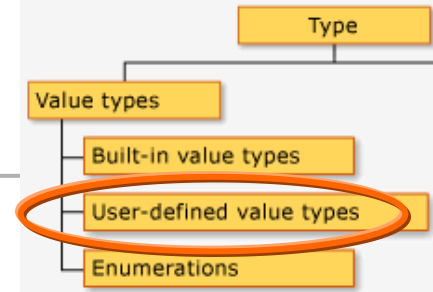 Type
Value types
Built-in value types
User-defined value types
Enumerations